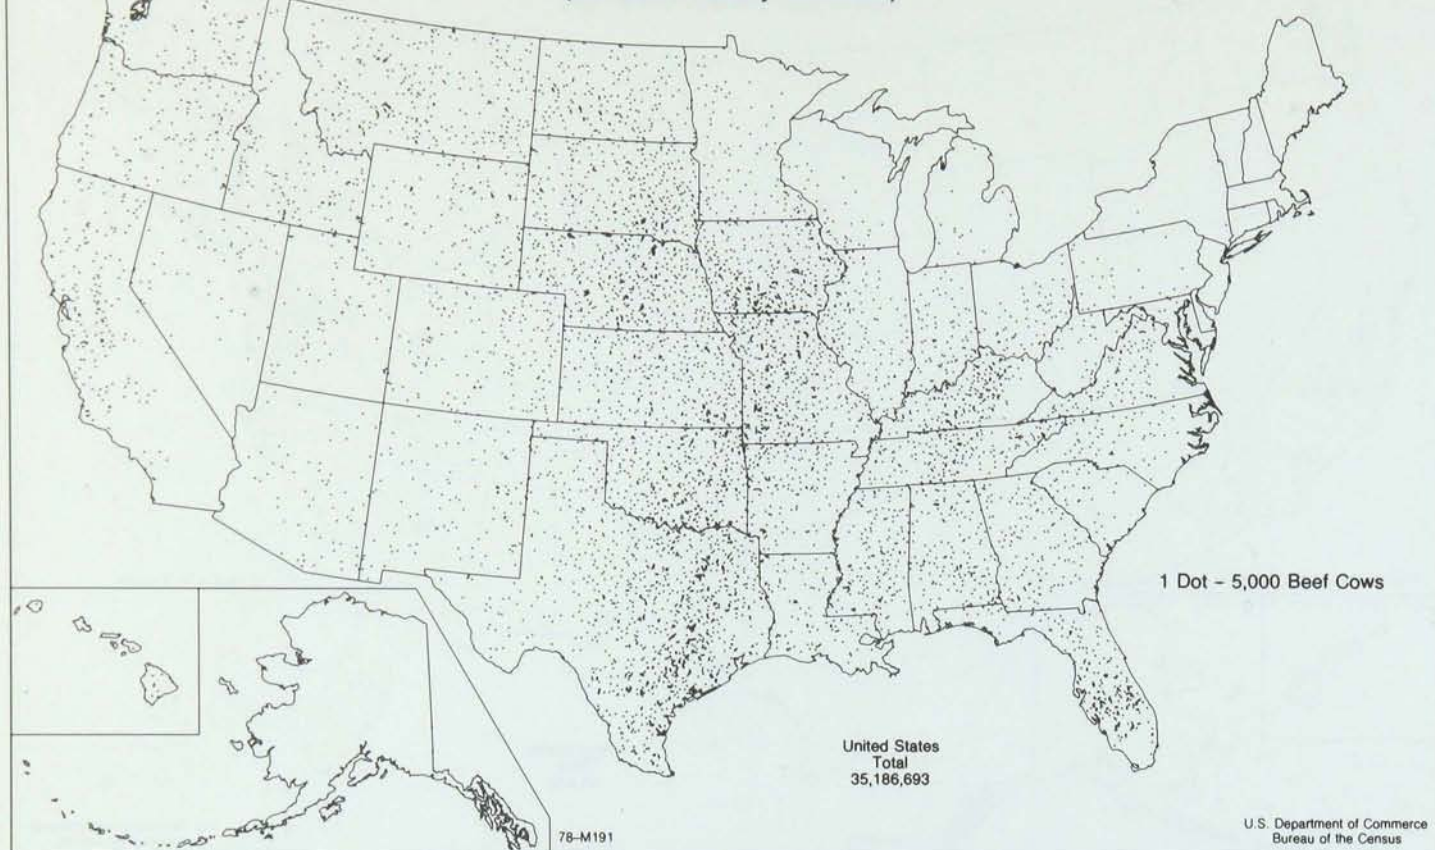 1 Dot – 5,000 Beef Cows
United States
Total
35,186,693
78–M191
U.S. Department of Commerce
Bureau of the Census